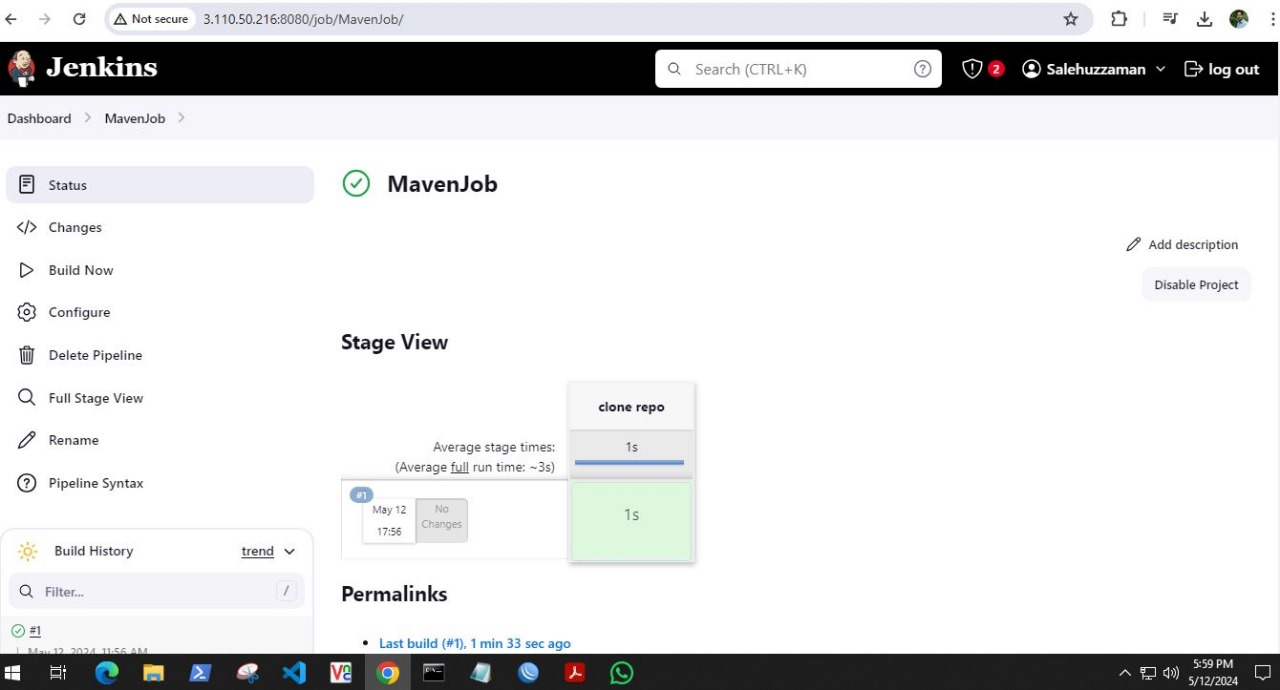 Not secure 3.110.50.216:8080/job/MavenJob/
Jenkins
Search (CTRL+K)
2
Salehuzzaman
log out
Dashboard > MavenJob >
Status
Changes
Build Now
Configure
Delete Pipeline
Full Stage View
Rename
Pipeline Syntax
Build History
trend
Filter...
/
#1
May 12, 2024, 11:56 AM
MavenJob
Add description
Disable Project
Stage View
clone repo
Average stage times:
1s
(Average full run time: ~3s)
#1
May 12
17:56
No
Changes
1s
Permalinks
Last build (#1), 1 min 33 sec ago
5:59 PM
5/12/2024